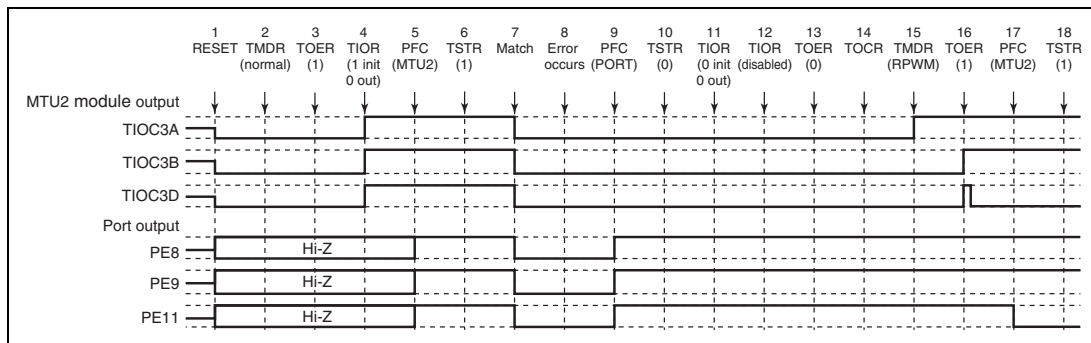 1 2 3 4 5 6 7 8 9 10 11 12 13 14 15 16 17 18
RESET TMDR TOER TIOR PFC TSTR Match Error PFC TSTR TIOR TIOR TOER TOCR TMDR TOER PFC TSTR
(normal) (1) (1 init (MTU2) (1) occurs (PORT) (0) (0 init (disabled) (0) (RPWM) (1) (MTU2) (1)
0 out) 0 out)
MTU2 module output
TIOC3A
TIOC3B
TIOC3D
Port output
PE8 Hi-Z
PE9 Hi-Z
PE11 Hi-Z